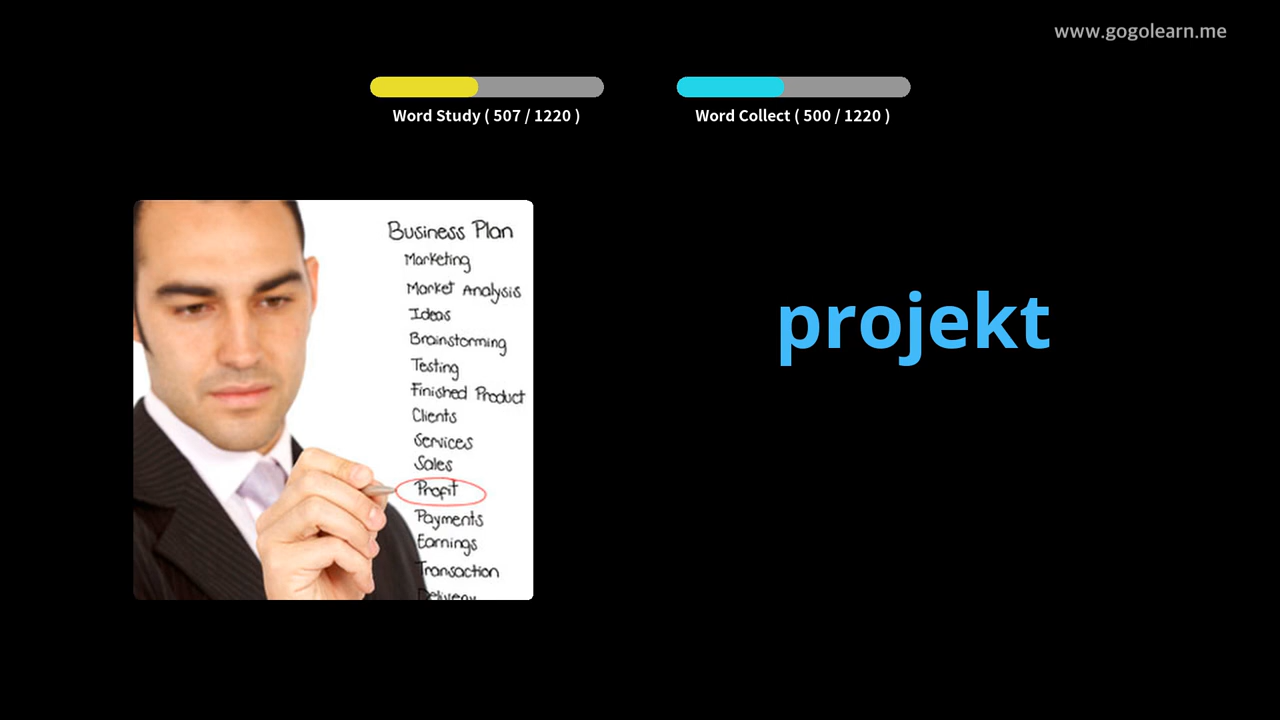 www.gogolearn.me
Word Study ( 507 / 1220 )
Word Collect ( 500 / 1220 )
Business Plan
Marketing
Market Analysis
Ideas
Brainstorming
Testing
Finished Product
Clients
Services
Sales
Profit
Payments
Earnings
Transaction
Delivery
projekt